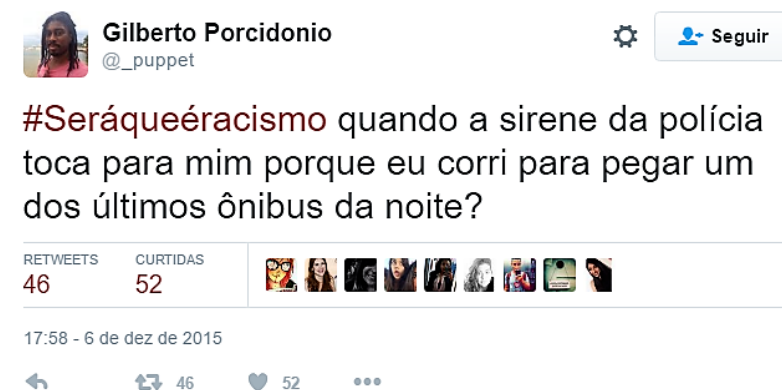 Gilberto Porcidonio
@_puppet
Seguir
#Seráqueéracismo quando a sirene da polícia
toca para mim porque eu corri para pegar um
dos últimos ônibus da noite?
RETWEETS CURTIDAS
46 52
17:58 - 6 de dez de 2015
46 52